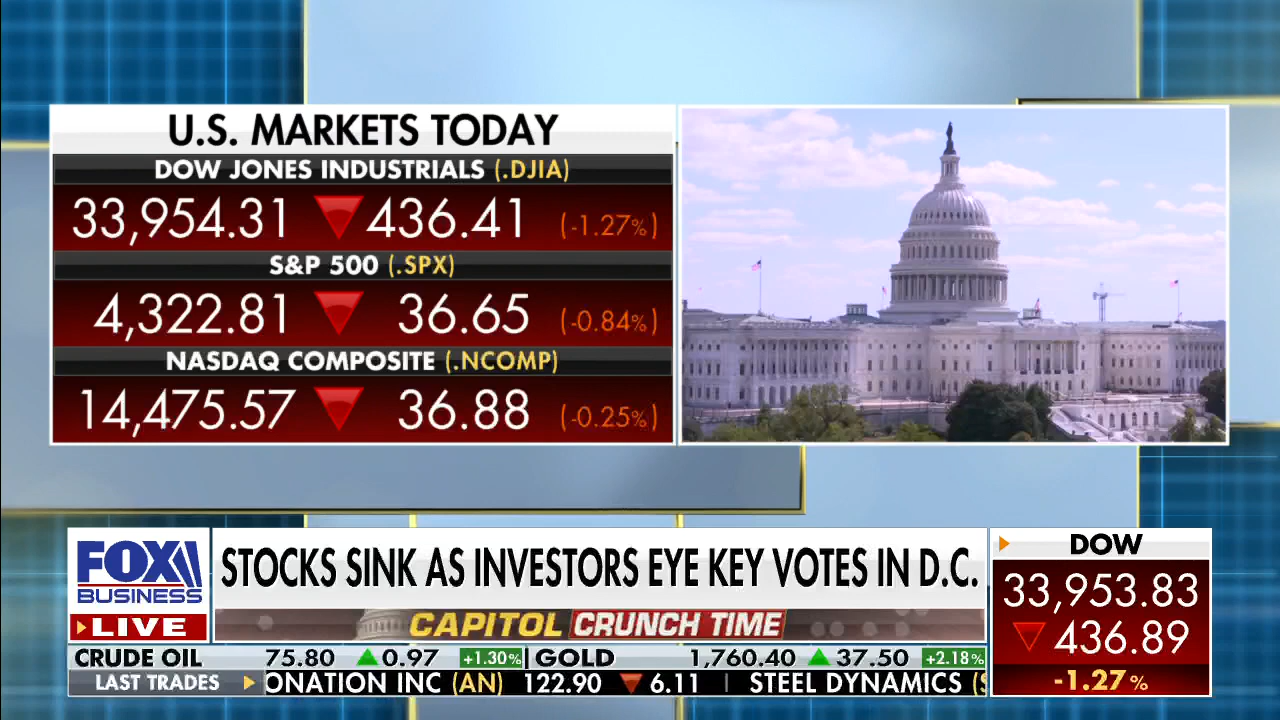 U.S. MARKETS TODAY
DOW JONES INDUSTRIALS (.DJIA)
33,954.31 ▼ 436.41 (-1.27%)
S&P 500 (.SPX)
4,322.81 ▼ 36.65 (-0.84%)
NASDAQ COMPOSITE (.NCOMP)
14,475.57 ▼ 36.88 (-0.25%)
FOX
BUSINESS
LIVE
STOCKS SINK AS INVESTORS EYE KEY VOTES IN D.C.
CAPITOL CRUNCH TIME
DOW
33,953.83
▼ 436.89
-1.27%
CRUDE OIL 75.80 ▲ 0.97 +1.30% GOLD 1,760.40 ▲ 37.50 +2.18%
LAST TRADES ONATION INC (AN) 122.90 ▼ 6.11 STEEL DYNAMICS (S